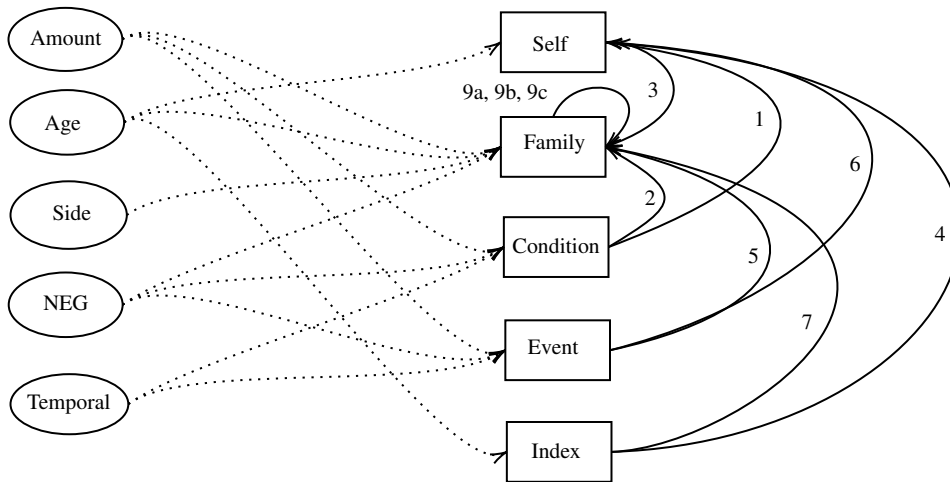 Amount
Self
9a, 9b, 9c
3
Age
Family
1
6
Side
2
Condition
5
4
NEG
Event
7
Temporal
Index